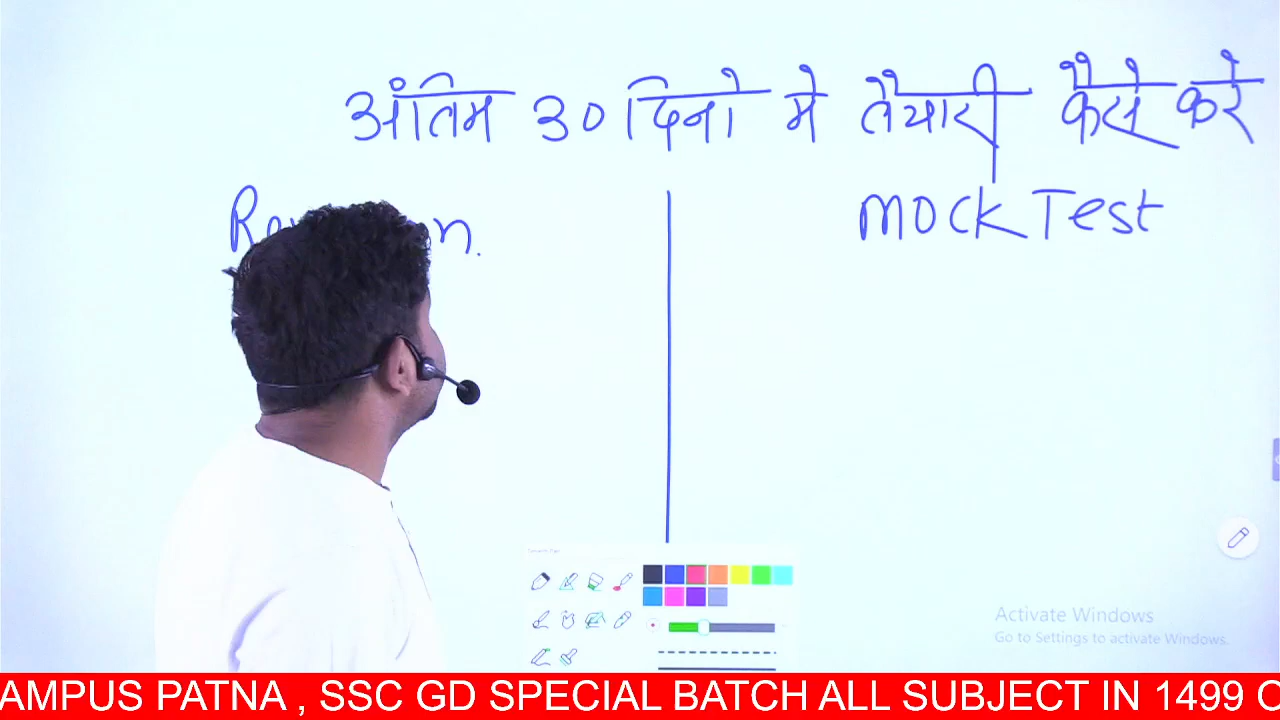 अंतिम 30 दिनो मे तैयारी कैसे करे
Mock Test
Activate Windows
Go to Settings to activate Windows.
AMPUS PATNA , SSC GD SPECIAL BATCH ALL SUBJECT IN 1499 O